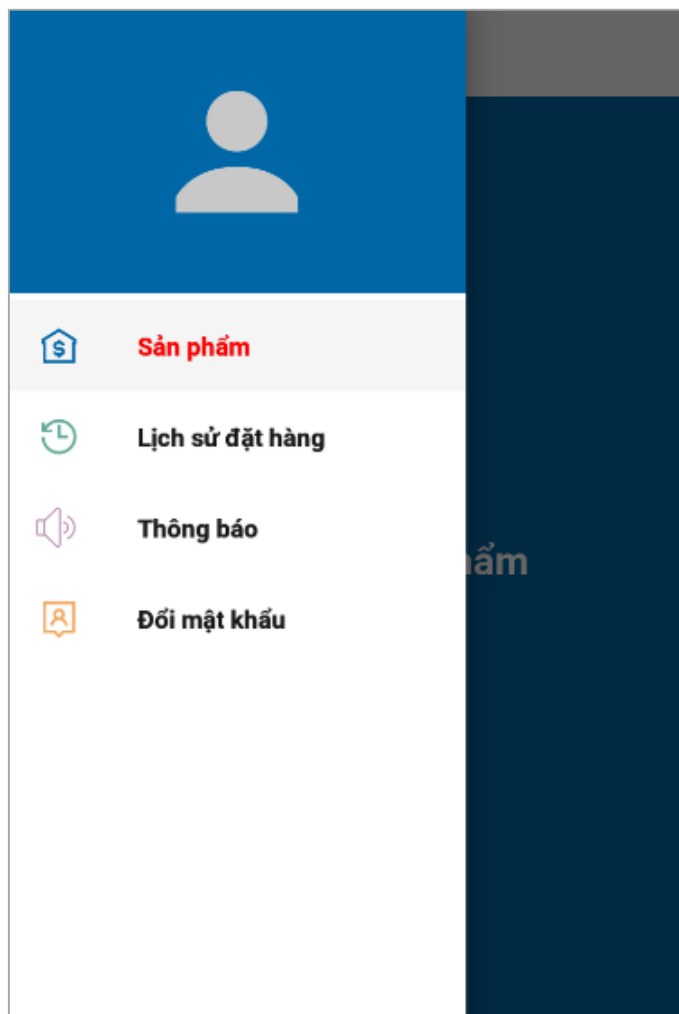 Sản phẩm
Lịch sử đặt hàng
Thông báo
Đổi mật khẩu